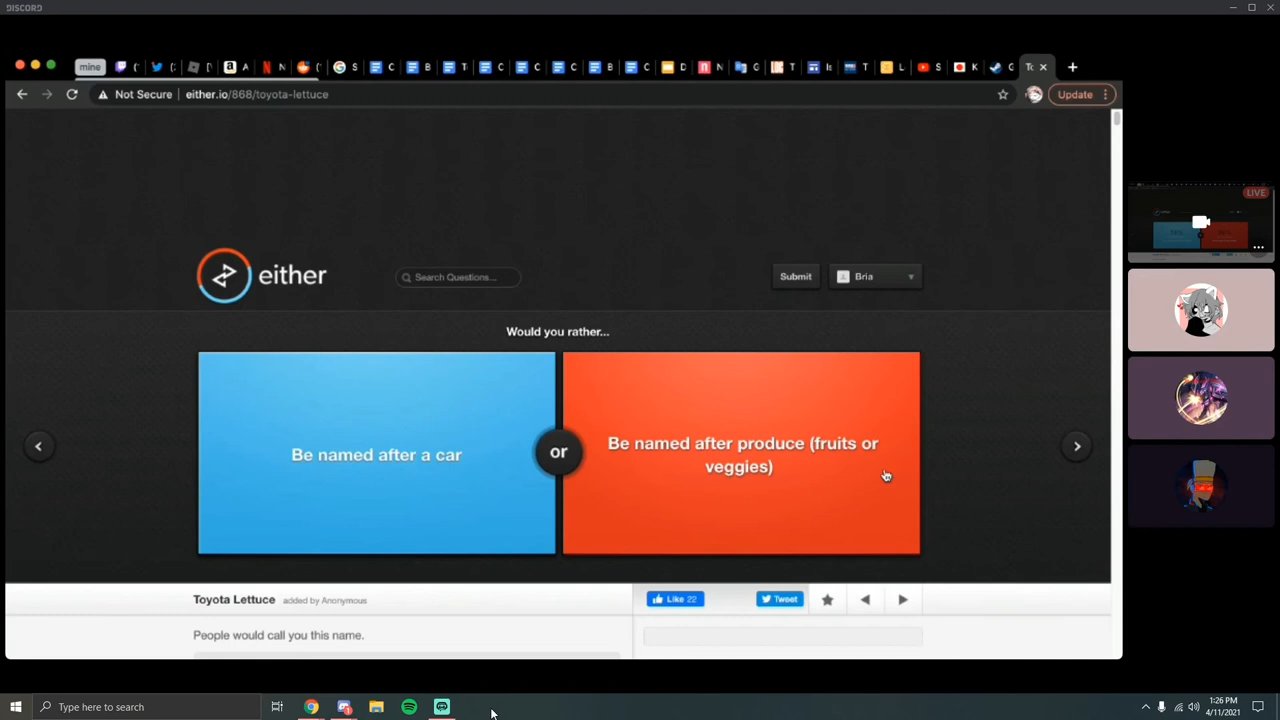 DISCORD
mine
Not Secure
either.io/868/toyota-lettuce
Update
LIVE
either
Search Questions...
Submit
Bria
Would you rather...
Be named after a car
or
Be named after produce (fruits or
veggies)
Toyota Lettuce added by Anonymous
Like 22
Tweet
People would call you this name.
Type here to search
1:26 PM
4/11/2021